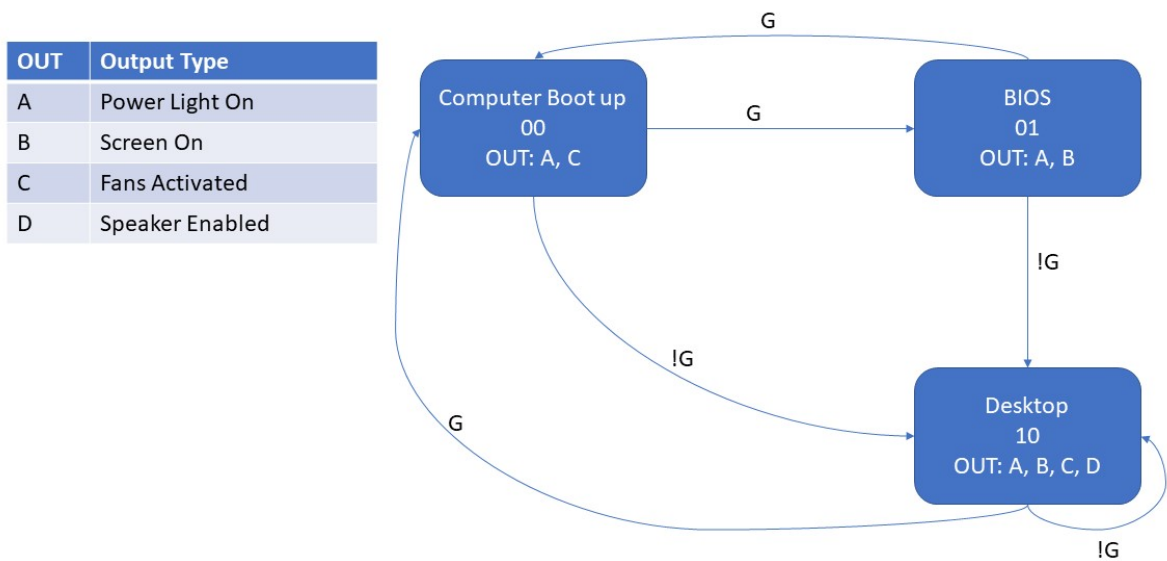 OUT Output Type
A Power Light On
B Screen On
C Fans Activated
D Speaker Enabled
G
Computer Boot up
00
OUT: A, C
G
BIOS
01
OUT: A, B
!G
!G
G
Desktop
10
OUT: A, B, C, D
!G